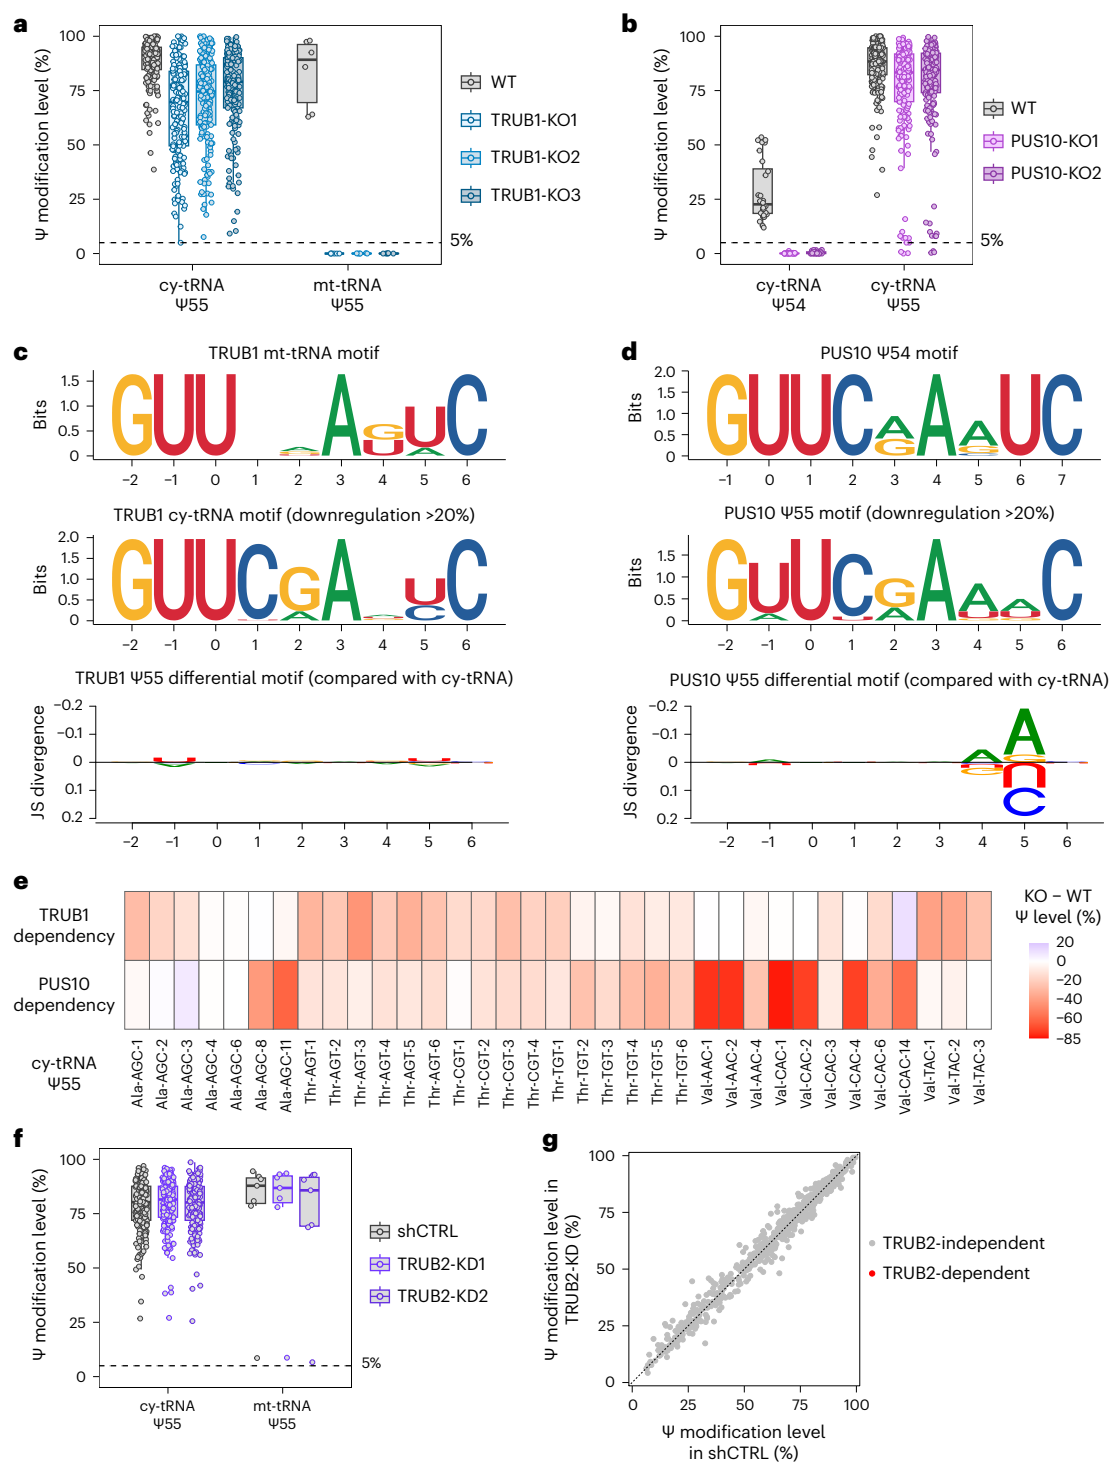 a
Ψ modification level (%)
100
75
50
25
0
5%
cy-tRNA
Ψ55
mt-tRNA
Ψ55
WT
TRUB1-KO1
TRUB1-KO2
TRUB1-KO3
b
Ψ modification level (%)
100
75
50
25
0
5%
cy-tRNA
Ψ54
cy-tRNA
Ψ55
WT
PUS10-KO1
PUS10-KO2
c
TRUB1 mt-tRNA motif
Bits
1.5
1.0
0.5
0
GUU A A G U U A C
−2 −1 0 1 2 3 4 5 6
TRUB1 cy-tRNA motif (downregulation >20%)
Bits
2.0
1.5
1.0
0.5
0
GUUC G A A U C C
−2 −1 0 1 2 3 4 5 6
TRUB1 Ψ55 differential motif (compared with cy-tRNA)
JS divergence
−0.2
−0.1
0
0.1
0.2
−2 −1 0 1 2 3 4 5 6
d
PUS10 Ψ54 motif
Bits
2.0
1.5
1.0
0.5
0
GUUC A G A A G U C
−1 0 1 2 3 4 5 6 7
PUS10 Ψ55 motif (downregulation >20%)
Bits
1.5
1.0
0.5
0
G U A U C U G A A A U A C
−2 −1 0 1 2 3 4 5 6
PUS10 Ψ55 differential motif (compared with cy-tRNA)
JS divergence
−0.2
−0.1
0
0.1
0.2
A G A G U C
−2 −1 0 1 2 3 4 5 6
e
TRUB1
dependency
PUS10
dependency
cy-tRNA
Ψ55
Ala-AGC-1
Ala-AGC-2
Ala-AGC-3
Ala-AGC-4
Ala-AGC-6
Ala-AGC-8
Ala-AGC-11
Thr-AGT-1
Thr-AGT-2
Thr-AGT-3
Thr-AGT-4
Thr-AGT-5
Thr-AGT-6
Thr-CGT-1
Thr-CGT-2
Thr-CGT-3
Thr-CGT-4
Thr-TGT-1
Thr-TGT-2
Thr-TGT-3
Thr-TGT-4
Thr-TGT-5
Thr-TGT-6
Val-AAC-1
Val-AAC-2
Val-AAC-4
Val-CAC-1
Val-CAC-2
Val-CAC-3
Val-CAC-4
Val-CAC-6
Val-CAC14
Val-TAC-1
Val-TAC-2
Val-TAC-3
KO − WT
Ψ level (%)
20
0
−20
−40
−60
−85
f
Ψ modification level (%)
100
75
50
25
0
5%
cy-tRNA
Ψ55
mt-tRNA
Ψ55
shCTRL
TRUB2-KD1
TRUB2-KD2
g
Ψ modification level in
TRUB2-KD (%)
100
75
50
25
0
0 25 50 75 100
Ψ modification level
in shCTRL (%)
TRUB2-independent
TRUB2-dependent